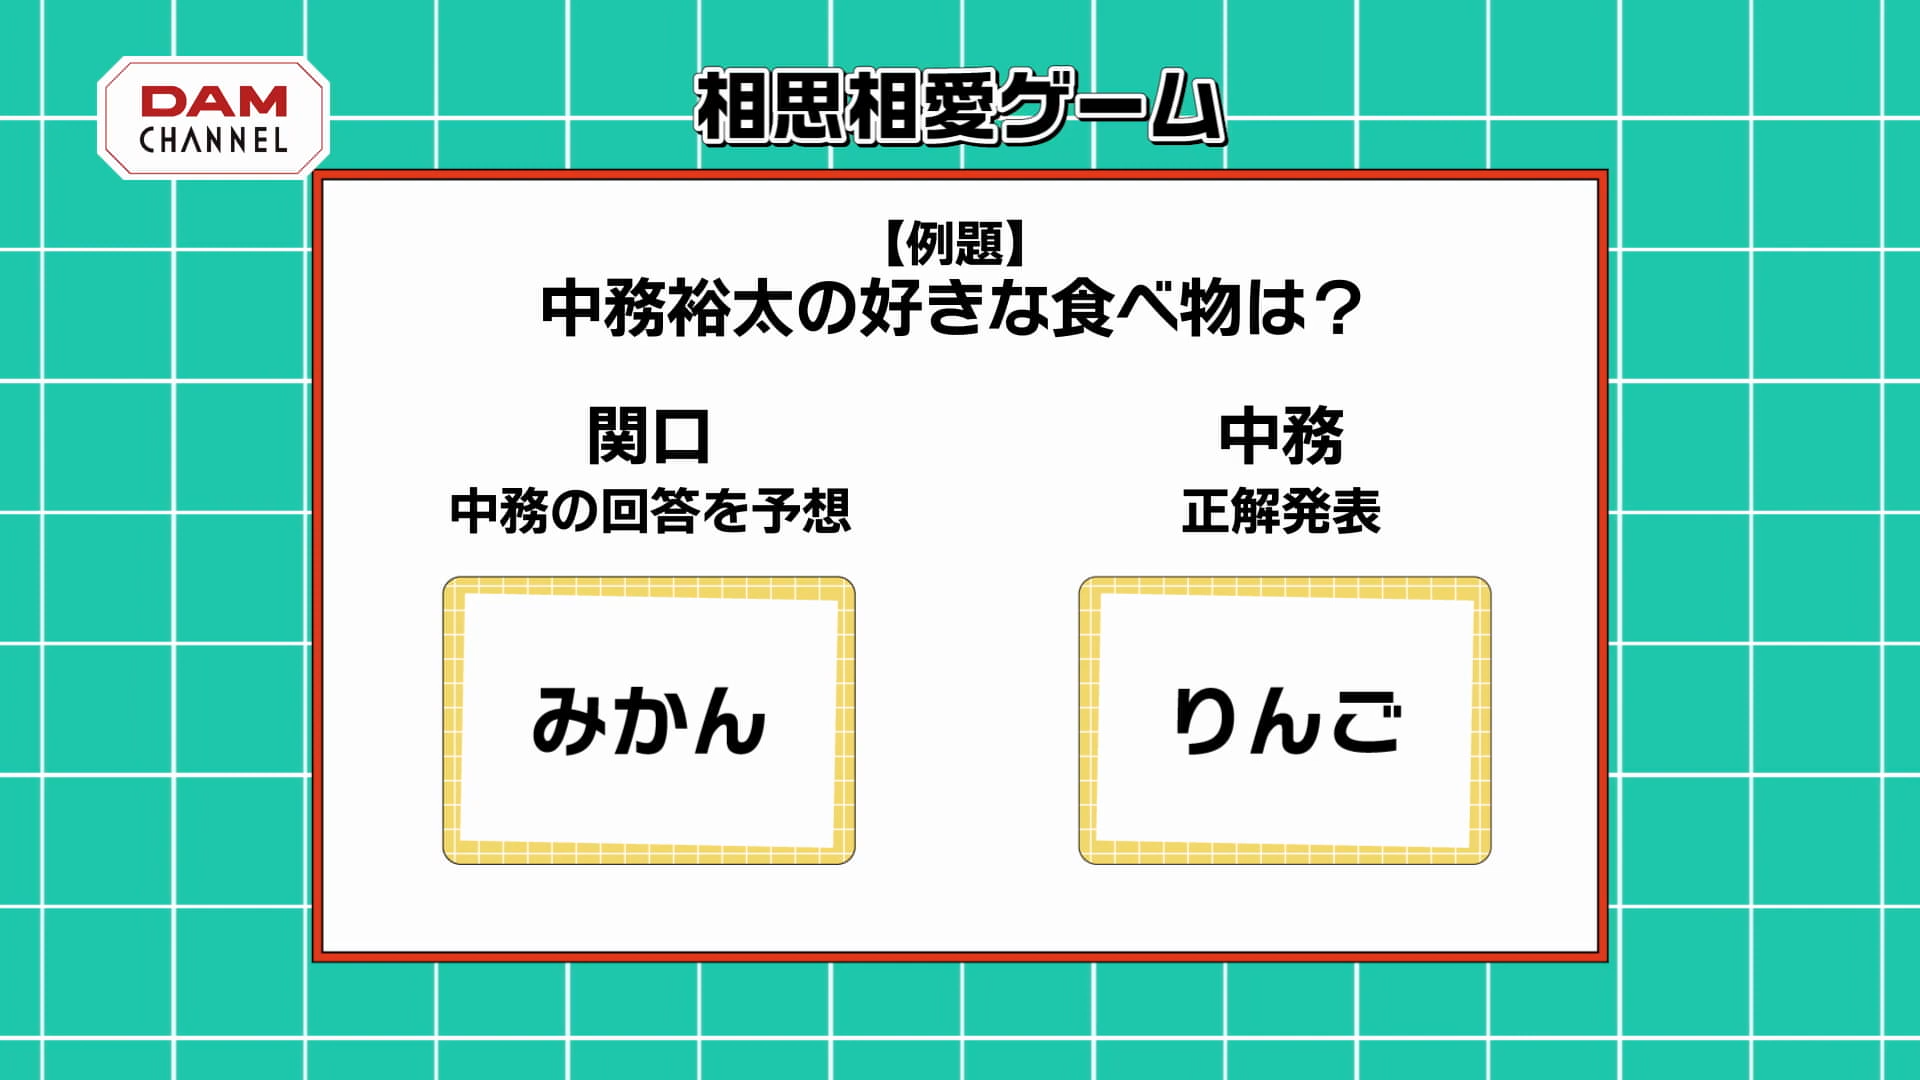 DAM
CHANNEL
相思相愛ゲーム
【例題】
中務裕太の好きな食べ物は？
関口
中務の回答を予想
みかん
中務
正解発表
りんご